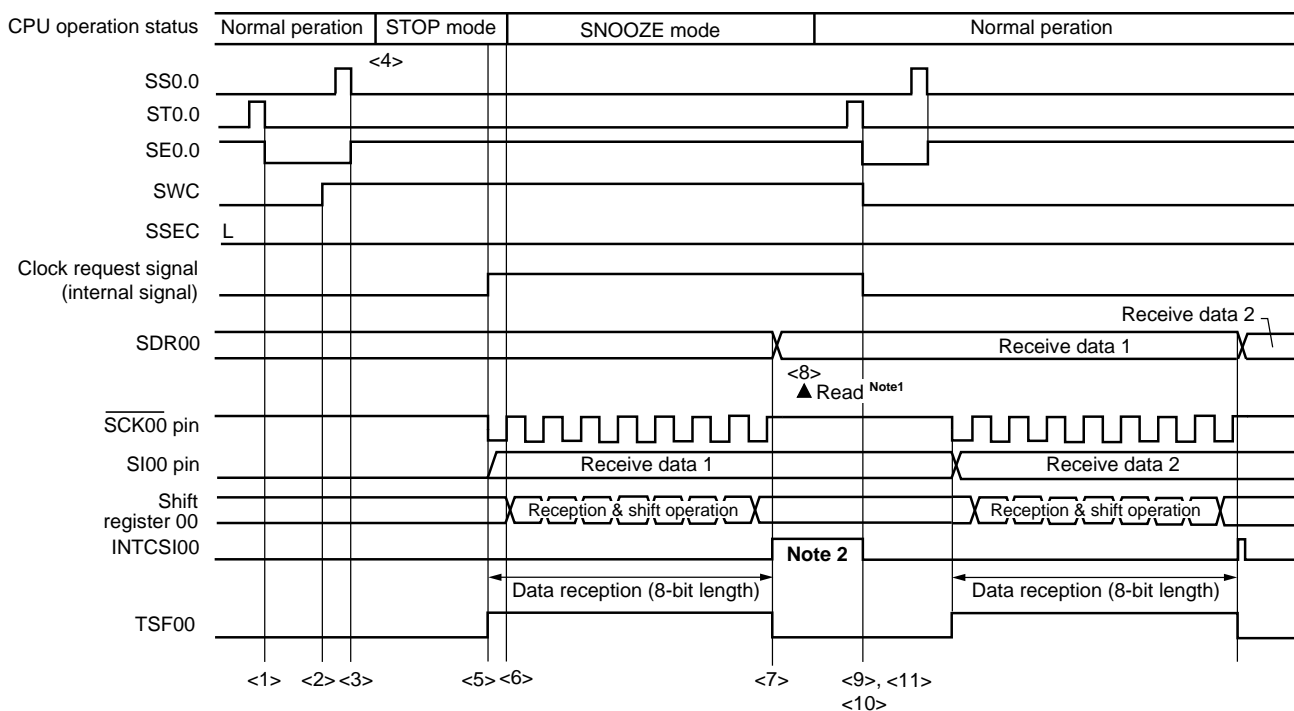 CPU operation status
Normal peration
STOP mode
SNOOZE mode
Normal peration
<4>
SS0.0
ST0.0
SE0.0
SWC
SSEC
L
Clock request signal
(internal signal)
Receive data 2
SDR00
Receive data 1
<8>
▲ Read Note1
SCK00 pin
SI00 pin
Receive data 1
Receive data 2
Shift
register 00
Reception & shift operation
Reception & shift operation
INTCSI00
Note 2
Data reception (8-bit length)
Data reception (8-bit length)
TSF00
<1>
<2>
<3>
<5>
<6>
<7>
<9>, <11>
<10>